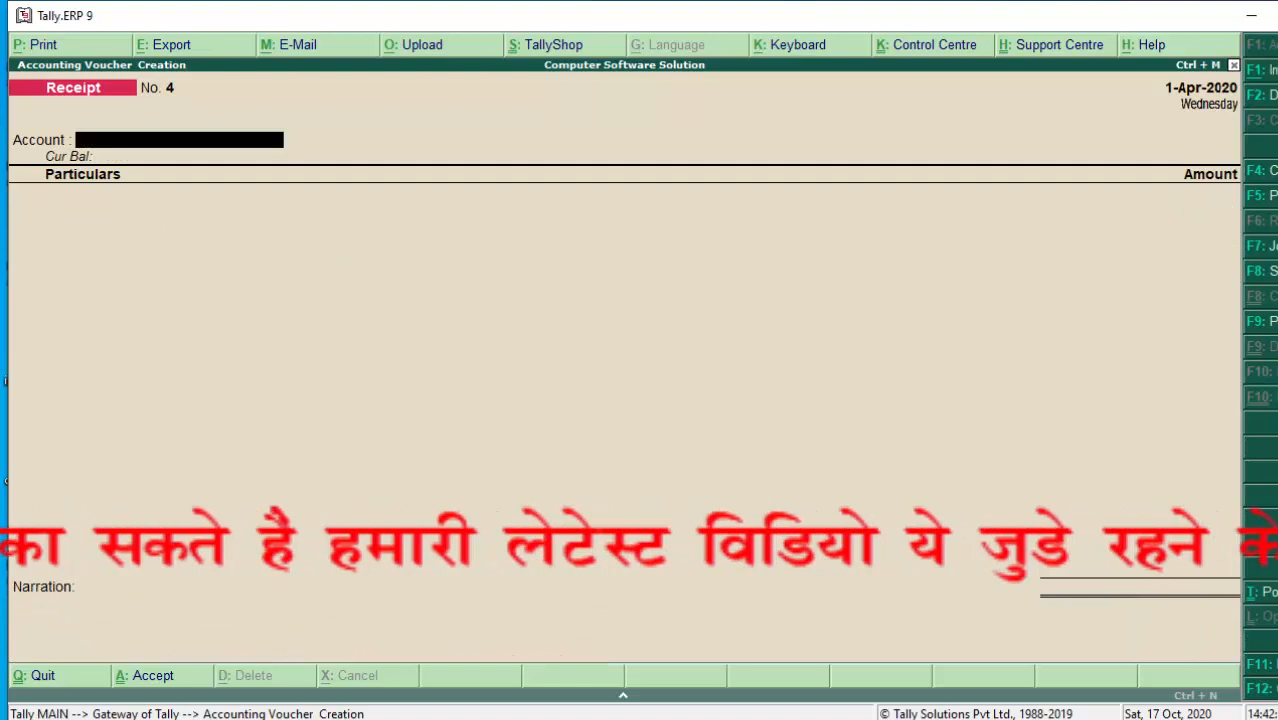 Tally.ERP 9
P: Print E: Export M: E-Mail O: Upload S: TallyShop G: Language K: Keyboard K: Control Centre H: Support Centre H: Help
Accounting Voucher Creation Computer Software Solution Ctrl + M
Receipt No. 4 1-Apr-2020
Wednesday
Account :
Cur Bal:
Particulars Amount
F1:
F2: D
F3:
F4: C
F5: P
F6: R
F7:
F8: S
F8:
F9: P
F9:
F10:
F10:
का सकते है हमारी लेटेस्ट विडियो ये जुडे रहने के
Narration:
T: Po
L: Op
Q: Quit A: Accept D: Delete X: Cancel
F11:
F12:
Ctrl + N
Tally MAIN --> Gateway of Tally --> Accounting Voucher Creation © Tally Solutions Pvt Ltd., 1988-2019 Sat, 17 Oct, 2020 14:42: